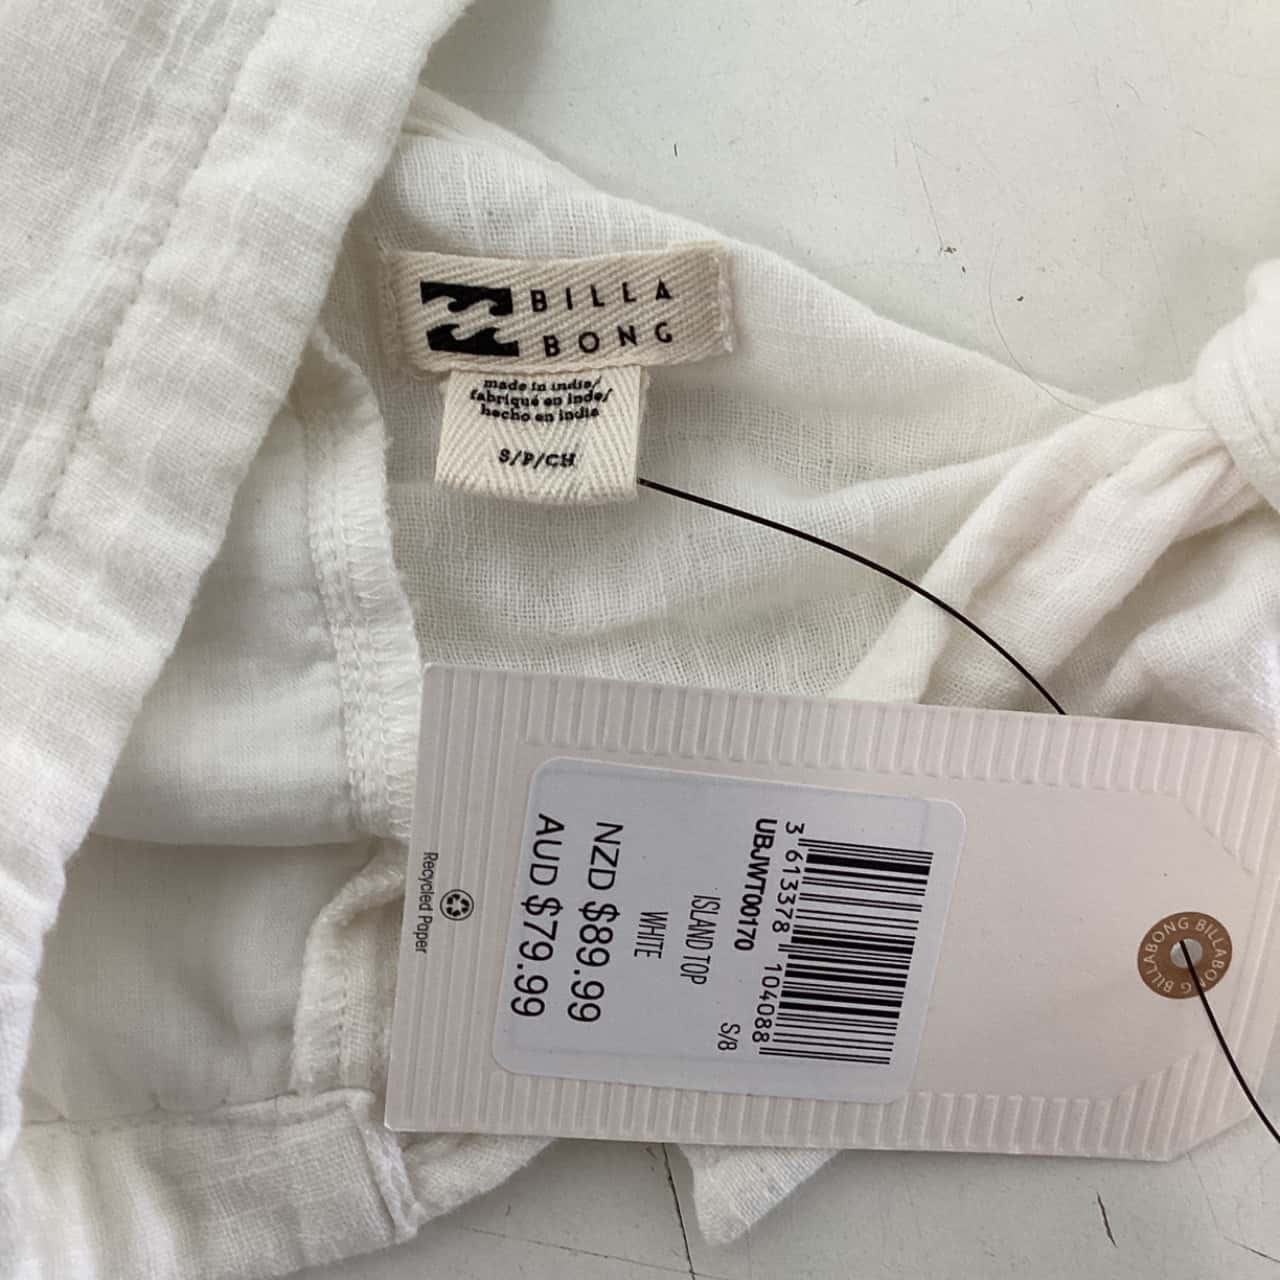 BILLA
BONG
made in india/
fabriqué en inde/
hecho en india
S/P/CH
3 613378 104088
UBJWT00170
S/8
ISLAND TOP
WHITE
NZD $89.99
AUD $79.99
Recycled Paper
BILLABONG BILLABONG